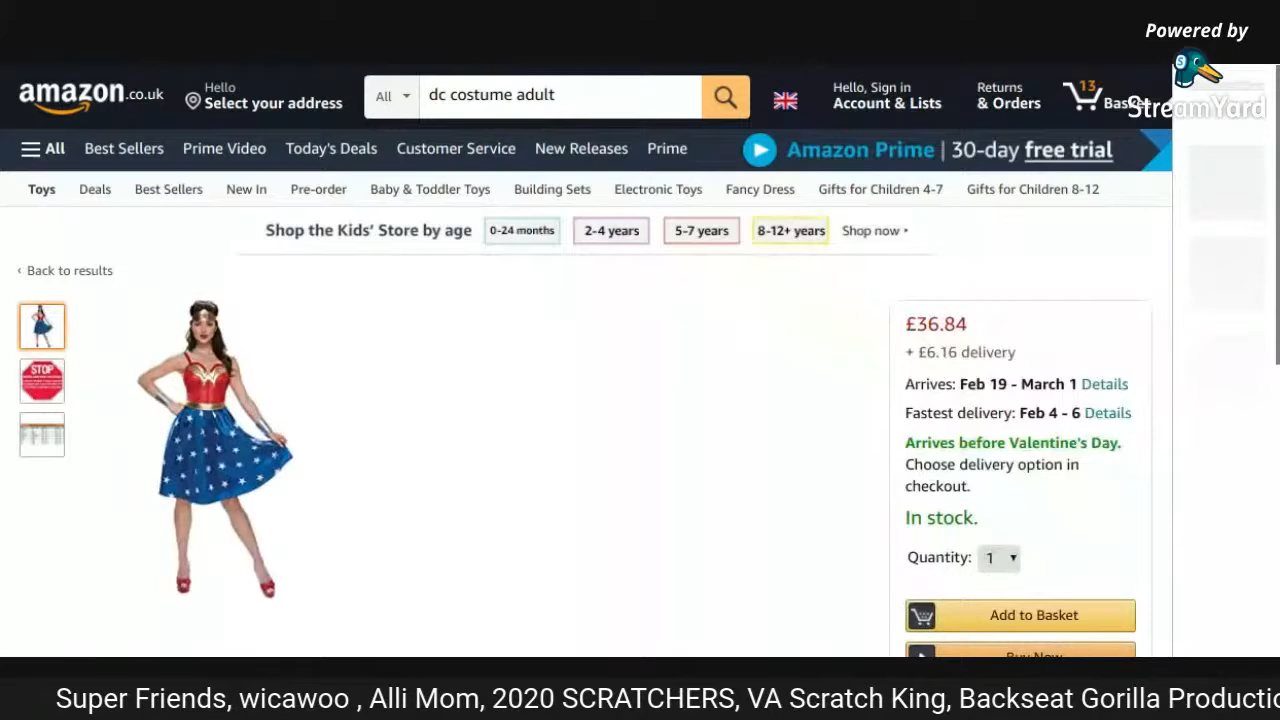 Powered by
StreamYard
amazon.co.uk
Hello
Select your address
All
dc costume adult
Hello, Sign in
Account & Lists
Returns
& Orders
13
All
Best Sellers
Prime Video
Today's Deals
Customer Service
New Releases
Prime
Amazon Prime | 30-day free trial
Toys
Deals
Best Sellers
New In
Pre-order
Baby & Toddler Toys
Building Sets
Electronic Toys
Fancy Dress
Gifts for Children 4-7
Gifts for Children 8-12
Shop the Kids' Store by age
0-24 months
2-4 years
5-7 years
8-12+ years
Shop now
‹ Back to results
STOP
£36.84
+ £6.16 delivery
Arrives: Feb 19 - March 1 Details
Fastest delivery: Feb 4 - 6 Details
Arrives before Valentine's Day.
Choose delivery option in
checkout.
In stock.
Quantity: 1
Add to Basket
Buy Now
Super Friends, wicawoo , Alli Mom, 2020 SCRATCHERS, VA Scratch King, Backseat Gorilla Productio